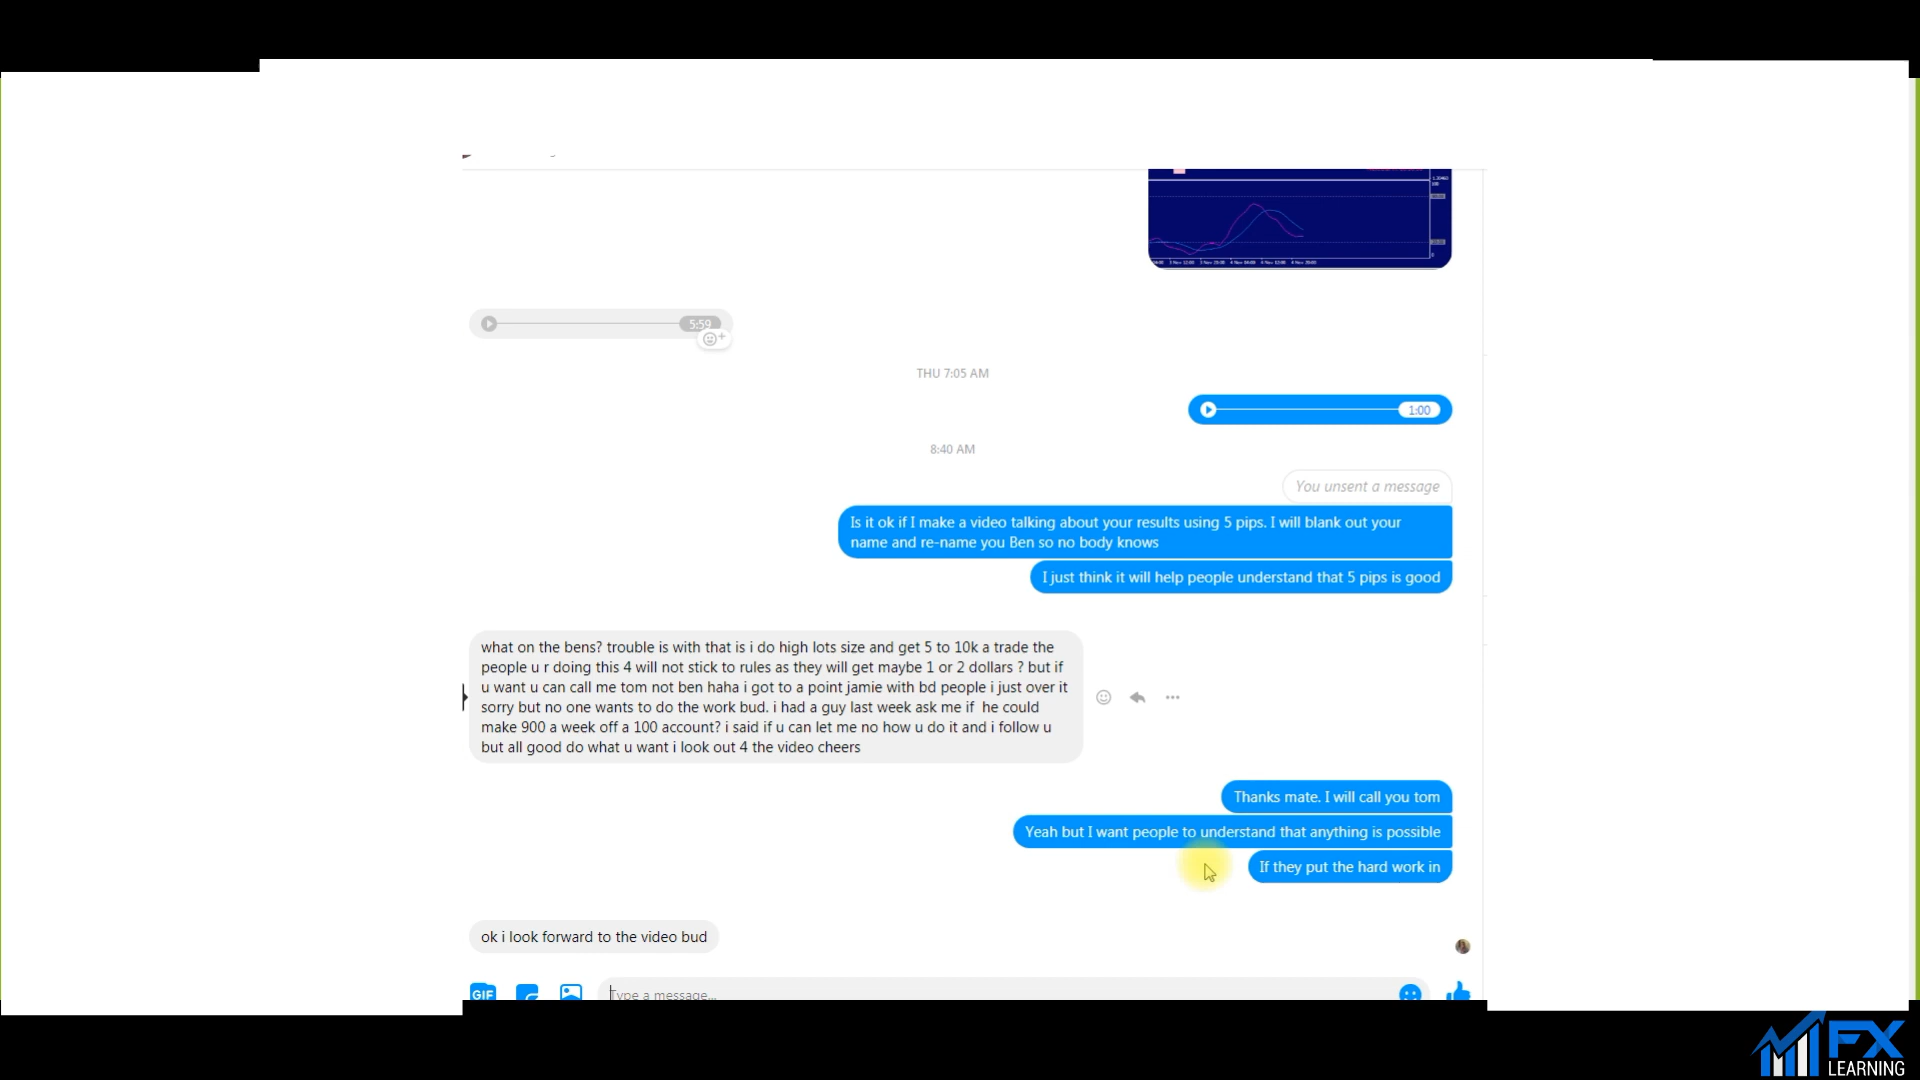 5:59
THU 7:05 AM
1:00
8:40 AM
You unsent a message
Is it ok if I make a video talking about your results using 5 pips. I will blank out your
name and re-name you Ben so no body knows
I just think it will help people understand that 5 pips is good
what on the bens? trouble is with that is i do high lots size and get 5 to 10k a trade the
people u r doing this 4 will not stick to rules as they will get maybe 1 or 2 dollars ? but if
u want u can call me tom not ben haha i got to a point jamie with bd people i just over it
sorry but no one wants to do the work bud. i had a guy last week ask me if he could
make 900 a week off a 100 account? i said if u can let me no how u do it and i follow u
but all good do what u want i look out 4 the video cheers
Thanks mate. I will call you tom
Yeah but I want people to understand that anything is possible
If they put the hard work in
ok i look forward to the video bud
GIF
Type a message...
FX
LEARNING